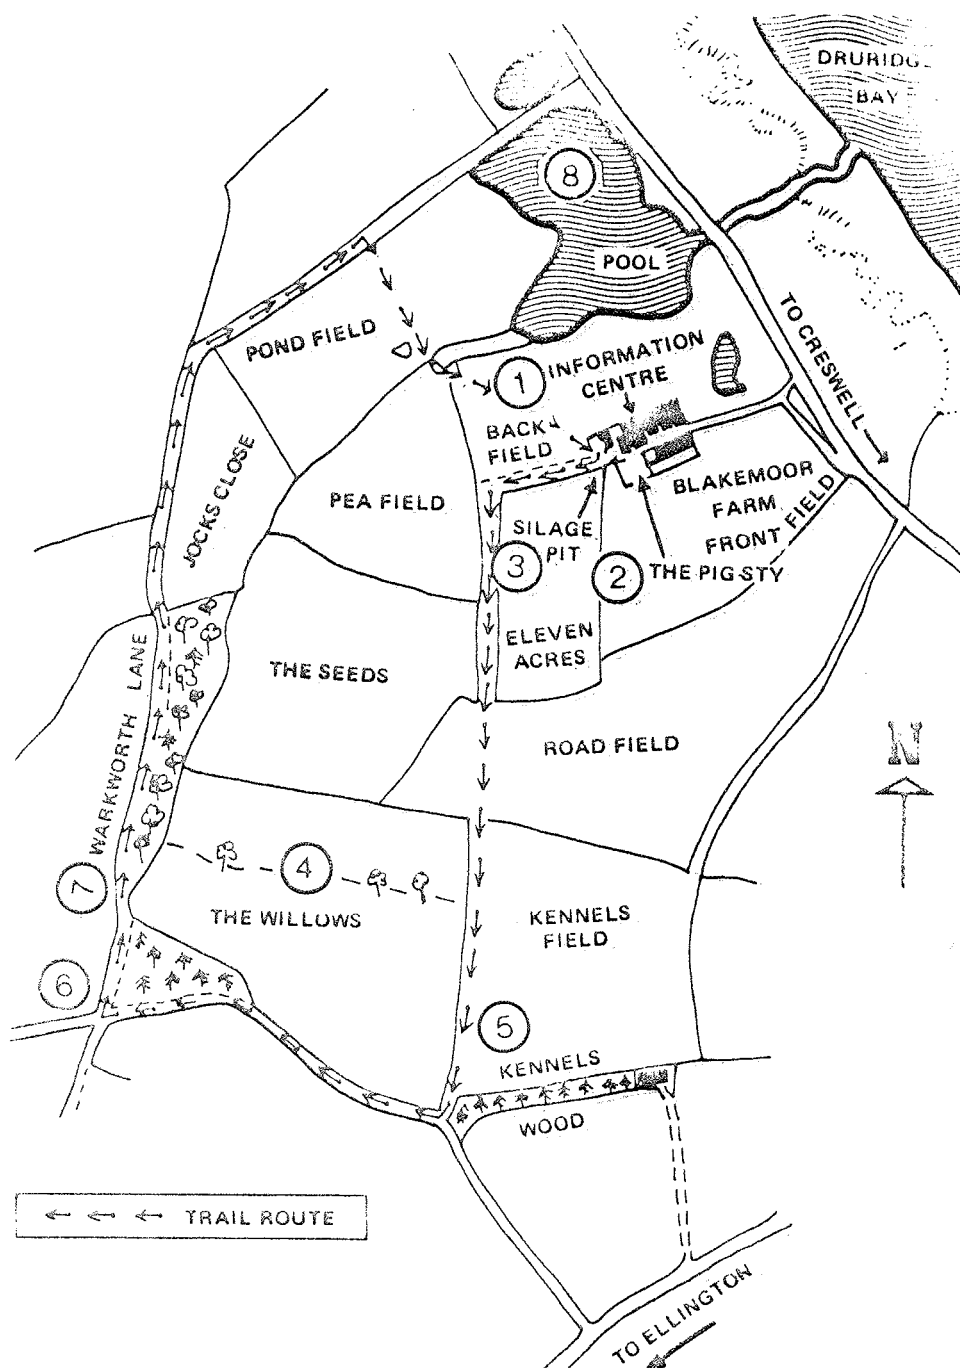 DRURIDG
BAY
8
POOL
TO CRESWELL
POND FIELD
1
INFORMATION
CENTRE
BACK
FIELD
JOCKS CLOSE
PEA FIELD
BLAKEMOOR
FARM
FRONT FIELD
SILAGE
PIT
3
2
THE PIG STY
ELEVEN
ACRES
THE SEEDS
WARKWORTH LANE
ROAD FIELD
N
4
7
THE WILLOWS
KENNELS
FIELD
6
5
KENNELS
WOOD
TRAIL ROUTE
TO ELLINGTON